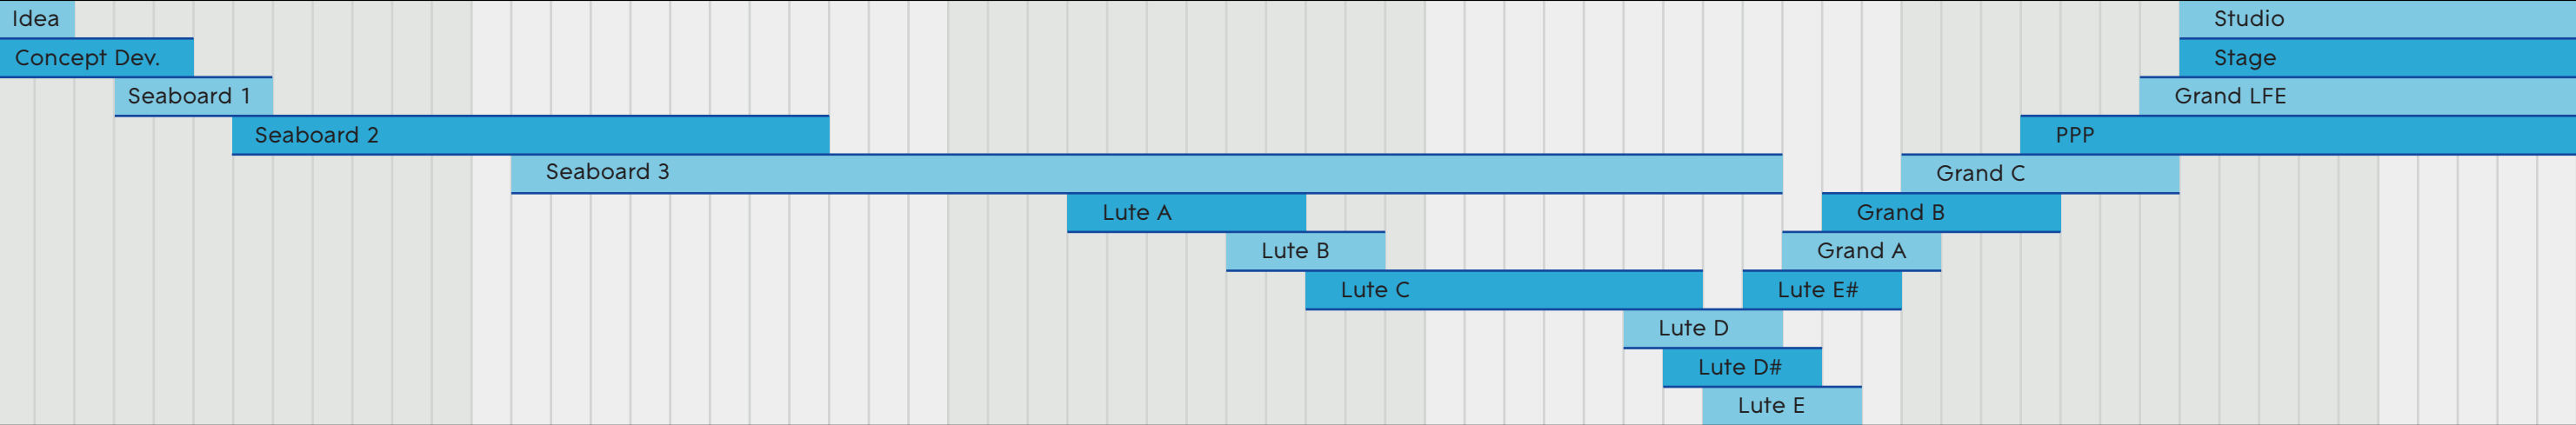 Idea
Studio
Concept Dev.
Stage
Seaboard 1
Grand LFE
Seaboard 2
PPP
Seaboard 3
Grand C
Lute A
Grand B
Lute B
Grand A
Lute C
Lute E#
Lute D
Lute D#
Lute E